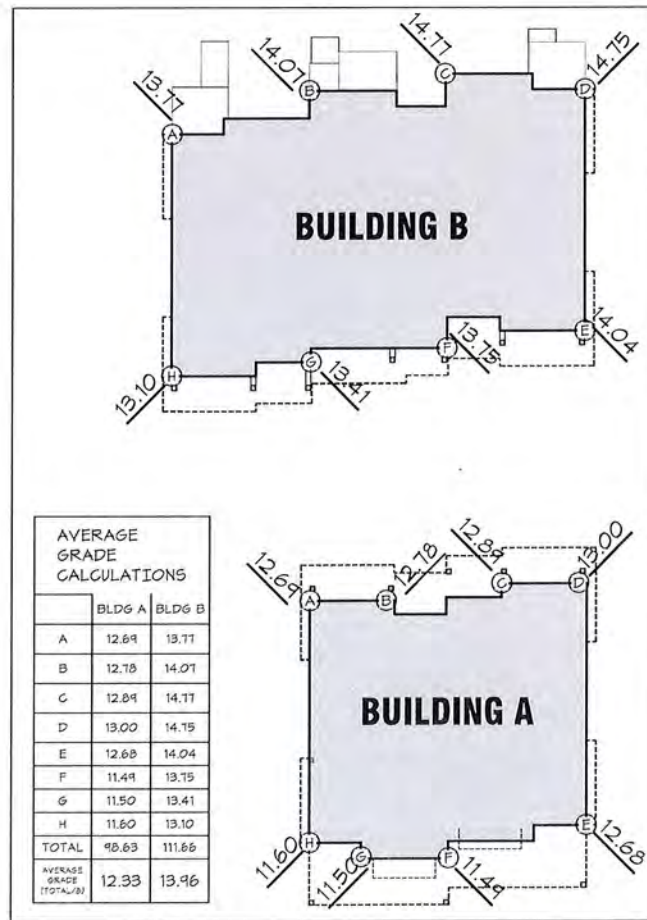 14.77
14.75
14.07
13.77
C
B
D
A
BUILDING B
14.04
E
F
13.75
G
H
13.41
13.10
AVERAGE
GRADE
CALCULATIONS
BLDG A BLDG B
A 12.69 13.77
B 12.78 14.07
C 12.89 14.77
D 13.00 14.75
E 12.68 14.04
F 11.49 13.75
G 11.50 13.41
H 11.60 13.10
TOTAL 98.63 111.66
AVERAGE
GRADE
(TOTAL/8)
12.33 13.96
12.89
13.00
12.78
12.69
C
D
A
B
BUILDING A
E
H
G
F
12.68
11.60
11.50
11.49